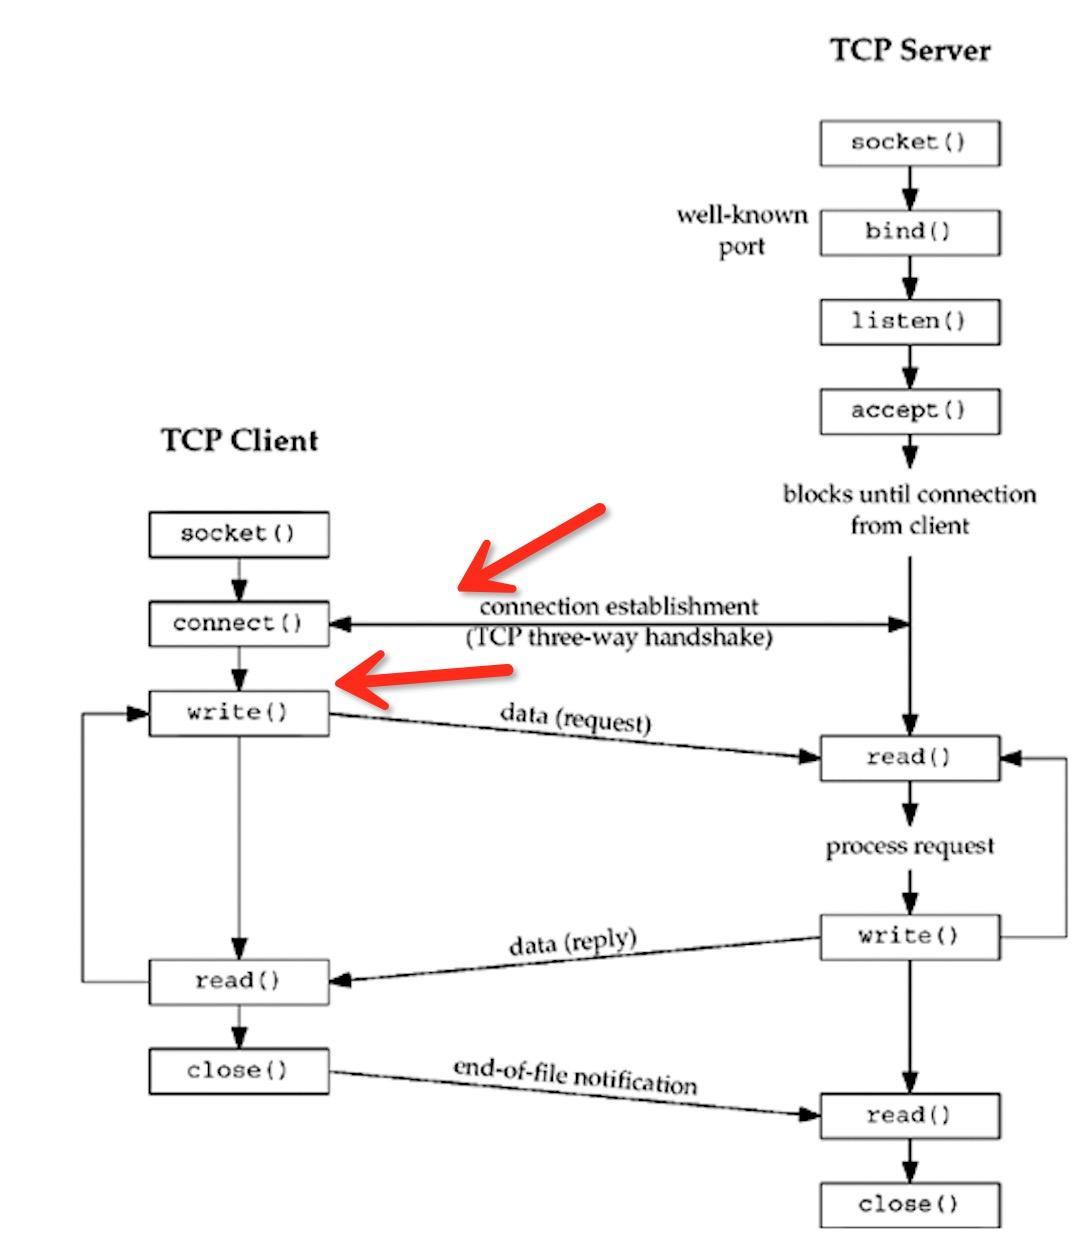 TCP Server
socket()
well-known
port
bind()
listen()
accept()
blocks until connection
from client
TCP Client
socket()
connect()
connection establishment
(TCP three-way handshake)
write()
data (request)
read()
process request
write()
data (reply)
read()
close()
end-of-file notification
read()
close()